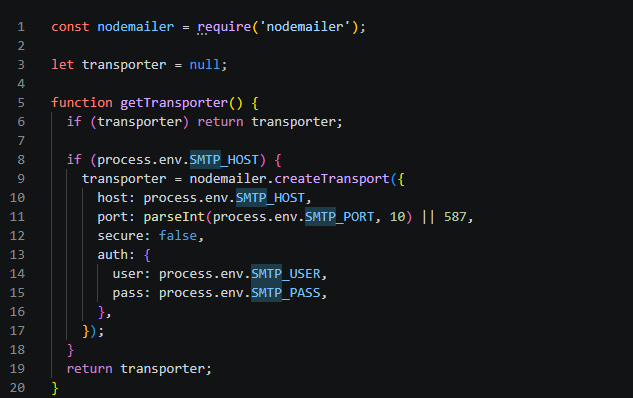 1 const nodemailer = require('nodemailer');
2
3 let transporter = null;
4
5 function getTransporter() {
6   if (transporter) return transporter;
7
8   if (process.env.SMTP_HOST) {
9     transporter = nodemailer.createTransport({
10       host: process.env.SMTP_HOST,
11       port: parseInt(process.env.SMTP_PORT, 10) || 587,
12       secure: false,
13       auth: {
14         user: process.env.SMTP_USER,
15         pass: process.env.SMTP_PASS,
16       },
17     });
18   }
19   return transporter;
20 }